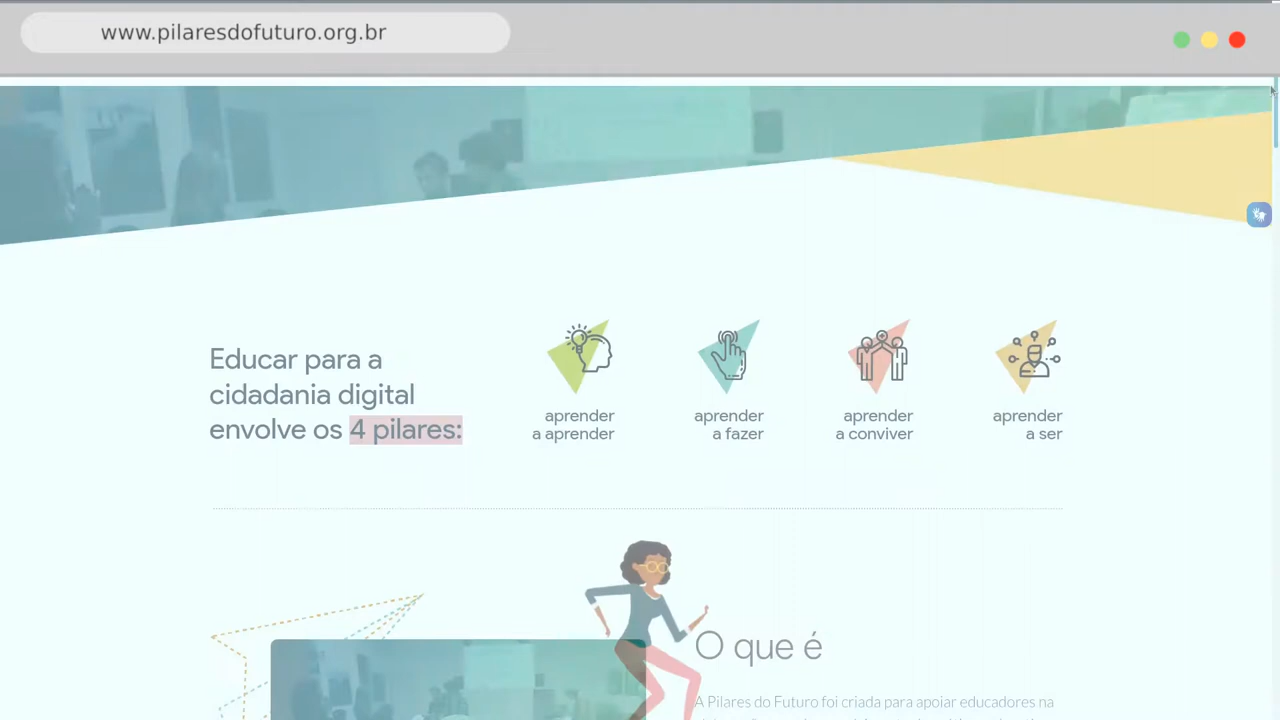 www.pilaresdofuturo.org.br
Educar para a
cidadania digital
envolve os 4 pilares:
aprender
a aprender
aprender
a fazer
aprender
a conviver
aprender
a ser
O que é
A Pilares do Futuro foi criada para apoiar educadores na